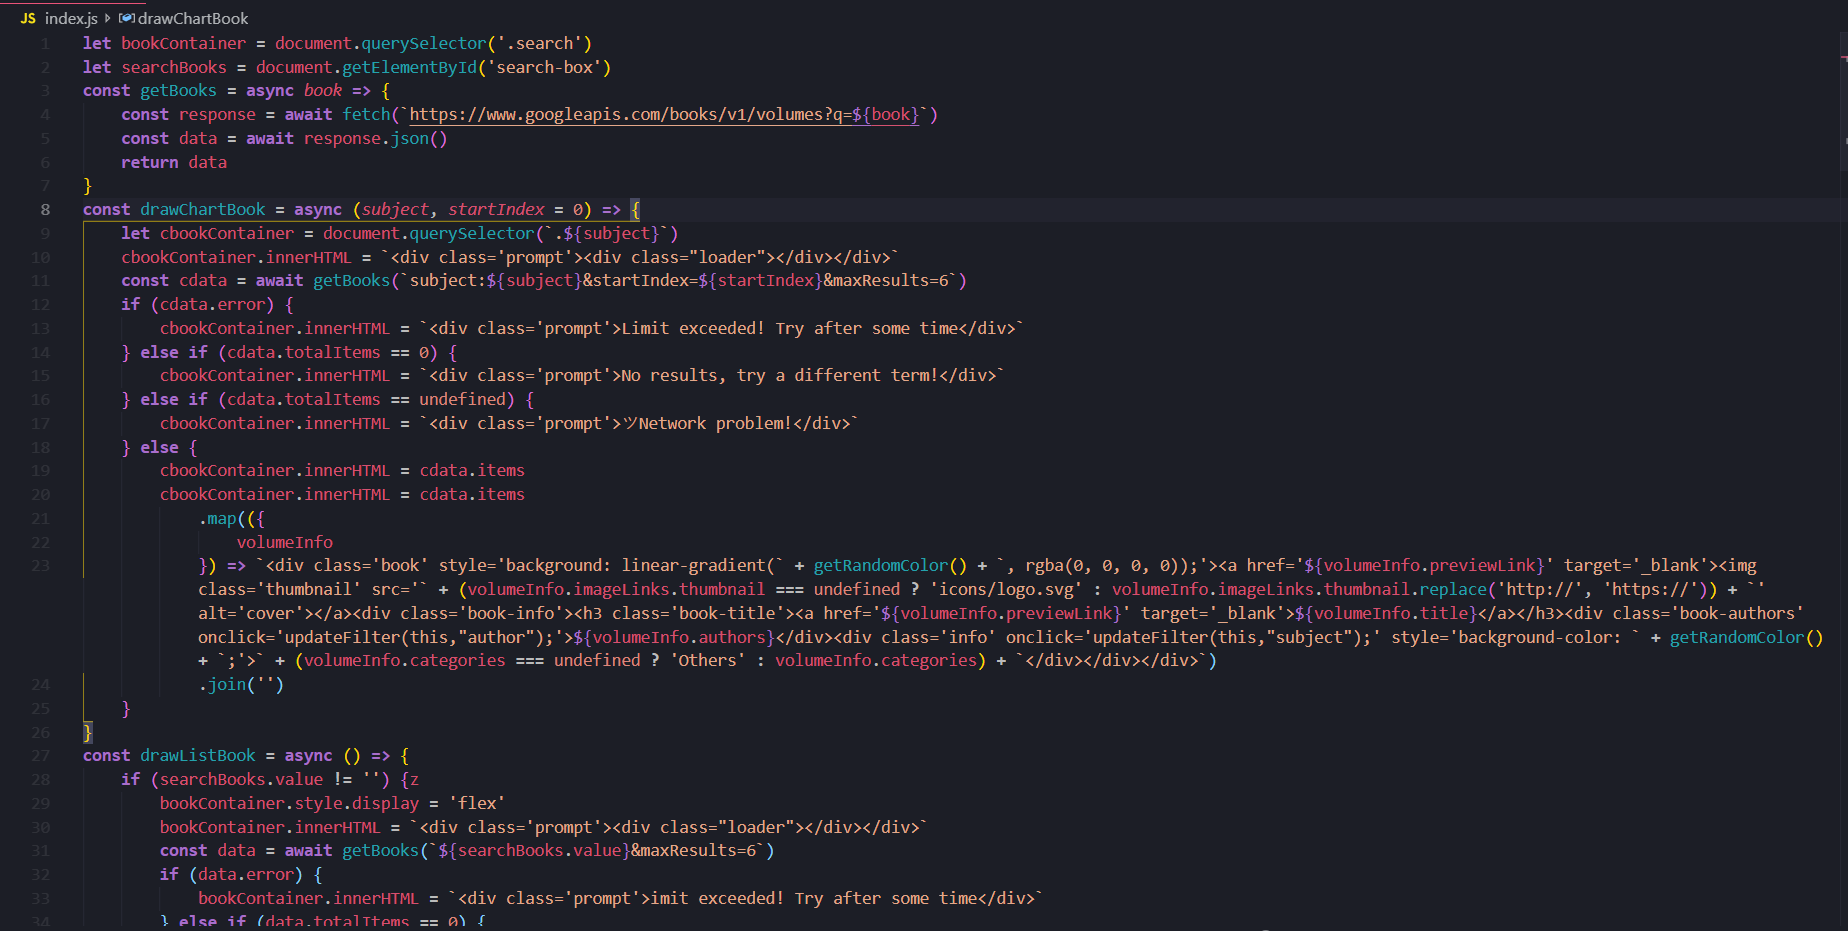 JS index.js drawChartBook
1 let bookContainer = document.querySelector('.search')
2 let searchBooks = document.getElementById('search-box')
3 const getBooks = async book => {
4 const response = await fetch(`https://www.googleapis.com/books/v1/volumes?q=${book}`)
5 const data = await response.json()
6 return data
7 }
8 const drawChartBook = async (subject, startIndex = 0) => {
9 let cbookContainer = document.querySelector(`.${subject}`)
10 cbookContainer.innerHTML = `<div class='prompt'><div class="loader"></div></div>`
11 const cdata = await getBooks(`subject:${subject}&startIndex=${startIndex}&maxResults=6`)
12 if (cdata.error) {
13 cbookContainer.innerHTML = `<div class='prompt'>Limit exceeded! Try after some time</div>`
14 } else if (cdata.totalItems == 0) {
15 cbookContainer.innerHTML = `<div class='prompt'>No results, try a different term!</div>`
16 } else if (cdata.totalItems == undefined) {
17 cbookContainer.innerHTML = `<div class='prompt'>ツNetwork problem!</div>`
18 } else {
19 cbookContainer.innerHTML = cdata.items
20 cbookContainer.innerHTML = cdata.items
21 .map(({
22 volumeInfo
23 }) => `<div class='book' style='background: linear-gradient(` + getRandomColor() + `, rgba(0, 0, 0, 0));'><a href='${volumeInfo.previewLink}' target='_blank'><img
class='thumbnail' src='` + (volumeInfo.imageLinks.thumbnail === undefined ? 'icons/logo.svg' : volumeInfo.imageLinks.thumbnail.replace('http://', 'https://')) + `'
alt='cover'></a><div class='book-info'><h3 class='book-title'><a href='${volumeInfo.previewLink}' target='_blank'>${volumeInfo.title}</a></h3><div class='book-authors'
onclick='updateFilter(this,"author");'>${volumeInfo.authors}</div><div class='info' onclick='updateFilter(this,"subject");' style='background-color: ` + getRandomColor()
+ `;'>` + (volumeInfo.categories === undefined ? 'Others' : volumeInfo.categories) + `</div></div></div>`)
24 .join('')
25 }
26 }
27 const drawListBook = async () => {
28 if (searchBooks.value != '') {z
29 bookContainer.style.display = 'flex'
30 bookContainer.innerHTML = `<div class='prompt'><div class="loader"></div></div>`
31 const data = await getBooks(`${searchBooks.value}&maxResults=6`)
32 if (data.error) {
33 bookContainer.innerHTML = `<div class='prompt'>imit exceeded! Try after some time</div>`
34 } else if (data.totalItems == 0) {